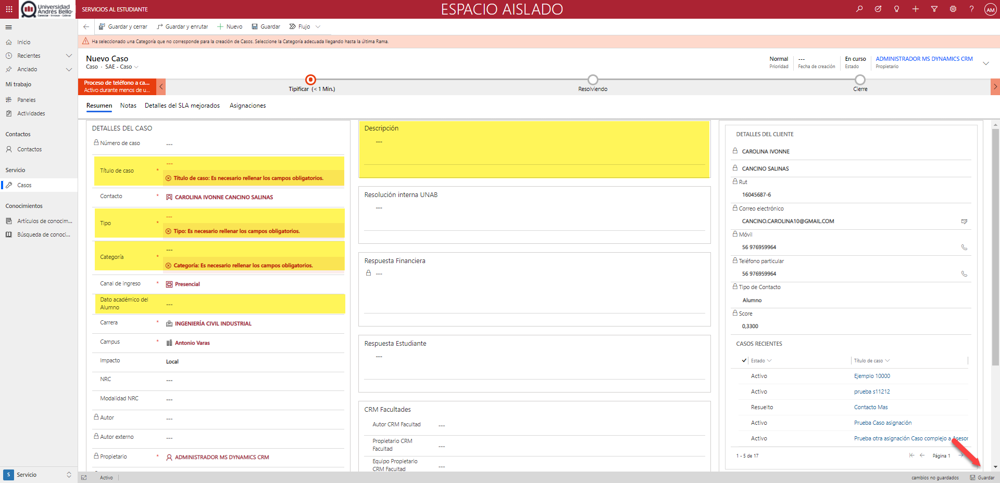 Universidad
Andrés Bello
Conectar - Innovar - Liderar
SERVICIOS AL ESTUDIANTE
ESPACIO AISLADO
AM
Guardar y cerrar
Guardar y enrutar
Nuevo
Guardar
Flujo
Ha seleccionado una Categoría que no corresponde para la creación de Casos. Seleccione la Categoría adecuada llegando hasta la última Rama.
Inicio
Recientes
Anclado
Mi trabajo
Paneles
Actividades
Contactos
Contactos
Servicio
Casos
Conocimientos
Artículos de conocim...
Búsqueda de conoci...
S
Servicio
Nuevo Caso
Caso · SAE - Caso
Normal
Prioridad
---
Fecha de creación
En curso
Estado
ADMINISTRADOR MS DYNAMICS CRM
Propietario
Proceso de teléfono a ca...
Activo durante menos de u...
Tipificar (< 1 Min.)
Resolviendo
Cierre
Resumen
Notas
Detalles del SLA mejorados
Asignaciones
DETALLES DEL CASO
Número de caso
---
Título de caso
*
---
Título de caso: Es necesario rellenar los campos obligatorios.
Contacto
*
CAROLINA IVONNE CANCINO SALINAS
Tipo
*
---
Tipo: Es necesario rellenar los campos obligatorios.
Categoría
*
---
Categoría: Es necesario rellenar los campos obligatorios.
Canal de ingreso
*
Presencial
Dato académico del
Alumno
---
Carrera
*
INGENIERÍA CIVIL INDUSTRIAL
Campus
*
Antonio Varas
Impacto
Local
NRC
---
Modalidad NRC
---
Autor
---
Autor externo
---
Propietario
*
ADMINISTRADOR MS DYNAMICS CRM
Descripción
---
Resolución interna UNAB
---
Respuesta Financiera
---
Respuesta Estudiante
---
CRM Facultades
Autor CRM Facultad
---
Propietario CRM
Facultad
---
Equipo Propietario
CRM Facultad
---
DETALLES DEL CLIENTE
CAROLINA IVONNE
CANCINO SALINAS
Rut
16045687-6
Correo electrónico
CANCINO.CAROLINA10@GMAIL.COM
Móvil
56 976959964
Teléfono particular
56 976959964
Tipo de Contacto
Alumno
Score
0,3300
CASOS RECIENTES
Estado
Título de caso
Activo
Ejemplo 10000
Activo
prueba s11212
Resuelto
Contacto Mas
Activo
Prueba Caso asignación
Activo
Prueba otra asignación Caso complejo a Asesor
1 - 5 de 17
Página 1
Activo
cambios no guardados
Guardar